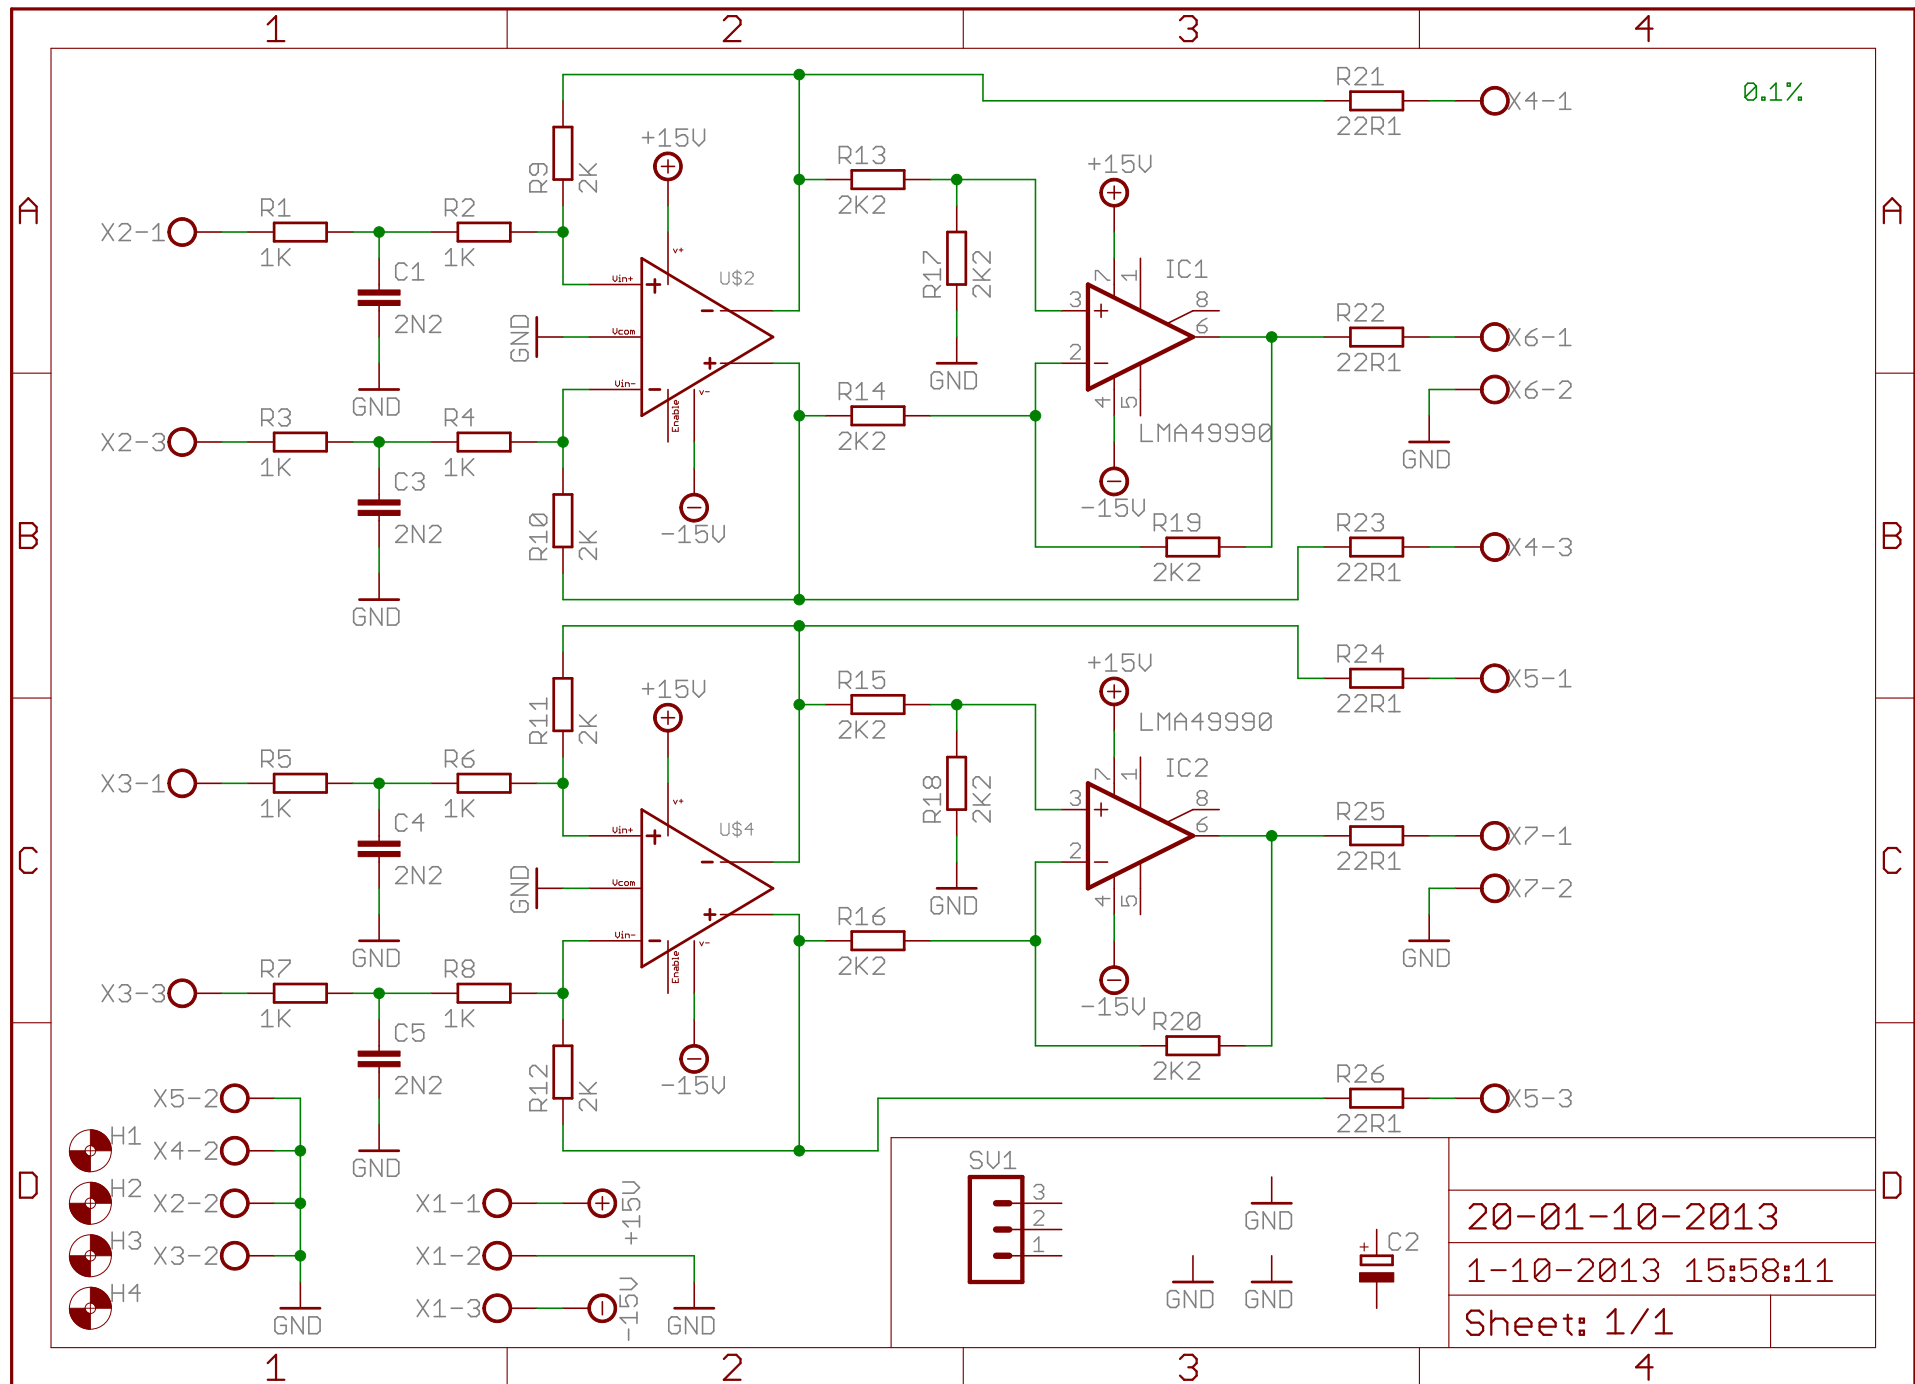 1 2 3 4
A A
B B
C C
D D
0.1%
R21
22R1
X4-1
+15V
R9
2K
R13
2K2
+15V
X2-1
R1
1K
R2
1K
C1
2N2
GND
V+
Vin+
U$2
Vcom
GND
Vin-
Enable
V-
-15V
R17
2K2
GND
IC1
7
1
3
8
6
2
4
5
LMA49990
-15V
R22
22R1
X6-1
X6-2
GND
R14
2K2
X2-3
R3
1K
R4
1K
C3
2N2
GND
R10
2K
R19
2K2
R23
22R1
X4-3
R24
22R1
X5-1
R11
2K
+15V
R15
2K2
+15V
LMA49990
X3-1
R5
1K
R6
1K
C4
2N2
GND
V+
Vin+
U$4
Vcom
GND
Vin-
Enable
V-
-15V
R18
2K2
GND
IC2
7
1
3
8
6
2
4
5
-15V
R25
22R1
X7-1
X7-2
GND
R16
2K2
X3-3
R7
1K
R8
1K
C5
2N2
GND
R12
2K
R20
2K2
R26
22R1
X5-3
X5-2
H1
X4-2
H2
X2-2
H3
X3-2
H4
GND
X1-1
+15V
X1-2
X1-3
-15V
GND
SV1
3
2
1
GND
GND
GND
+
C2
20-01-10-2013
1-10-2013 15:58:11
Sheet: 1/1
1 2 3 4